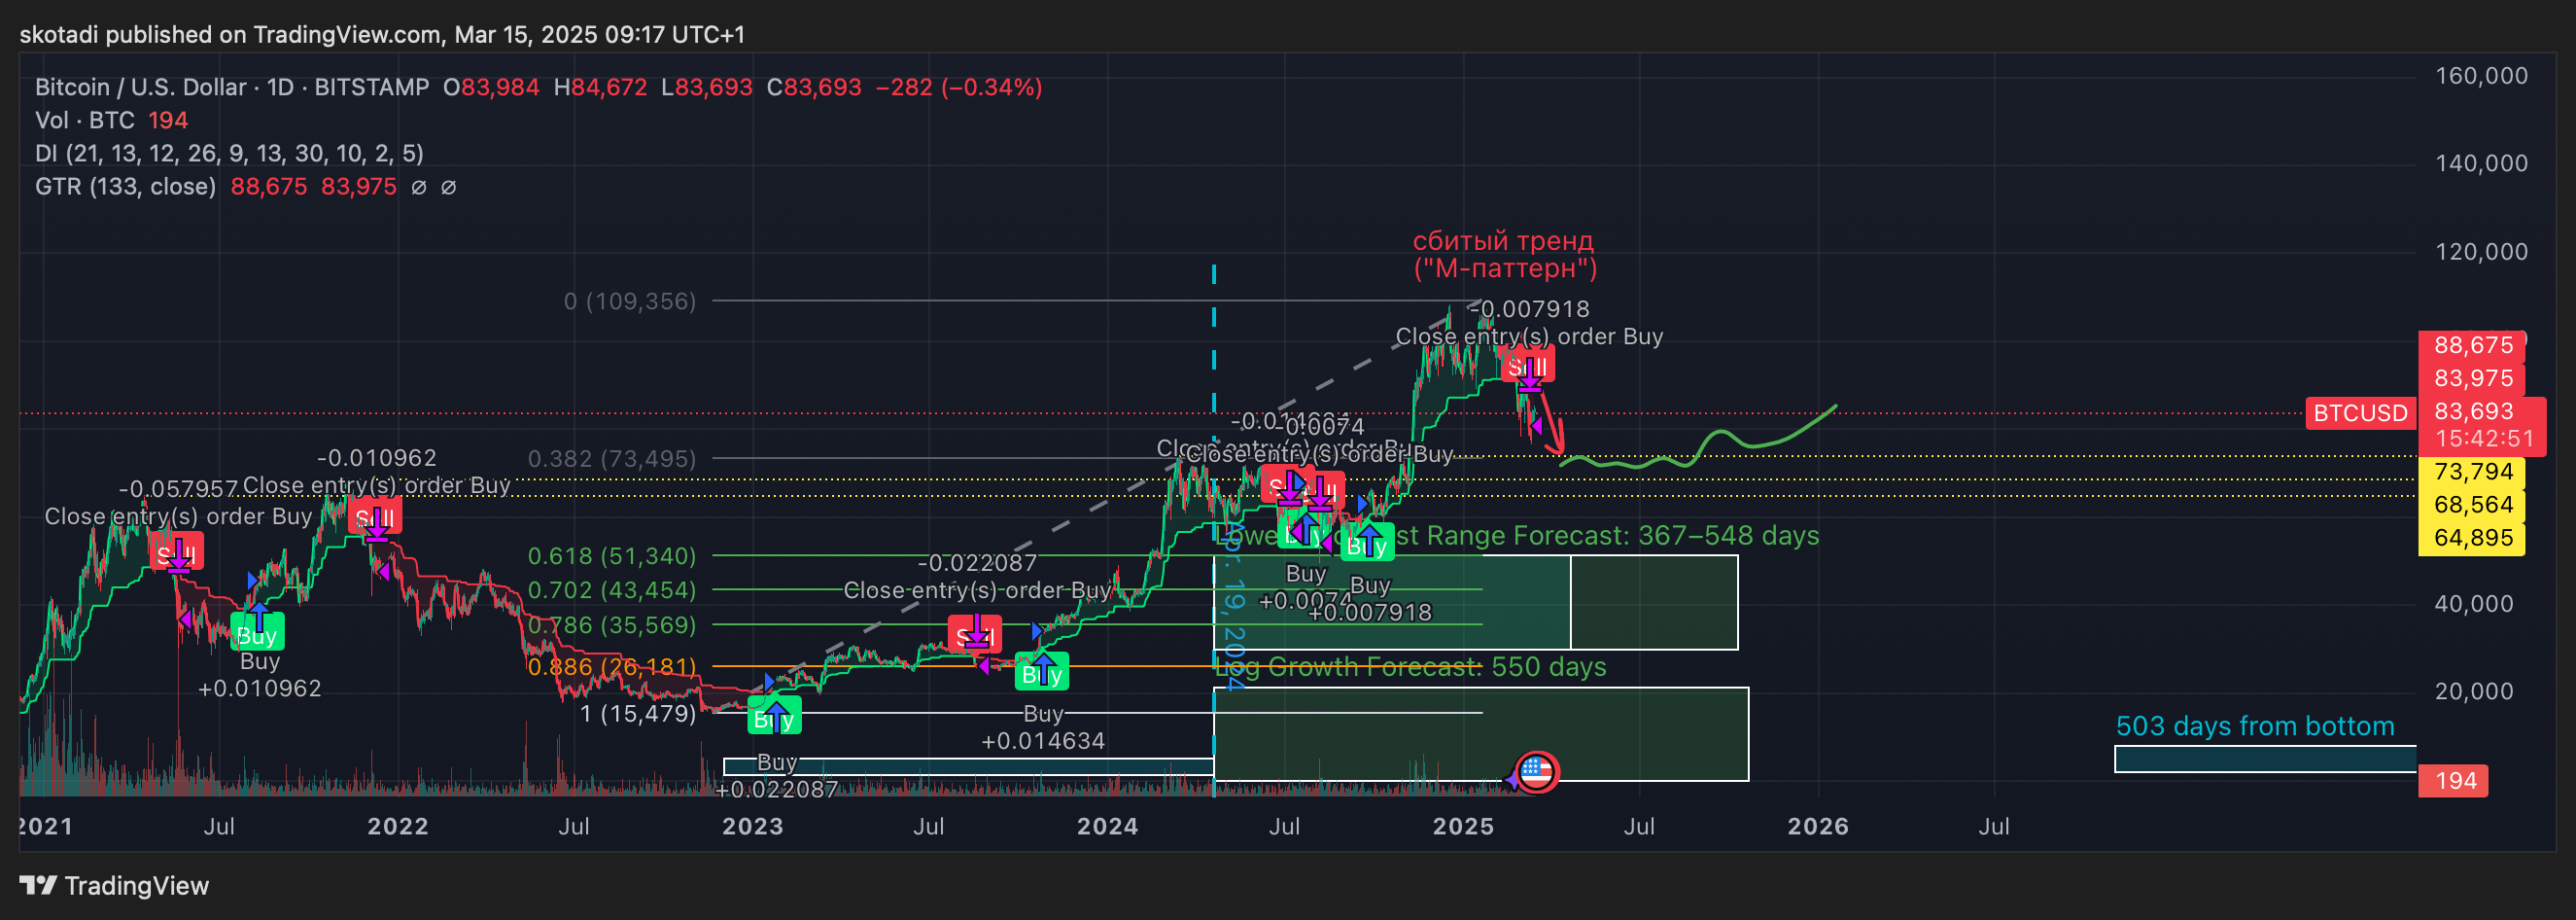 skotadi published on TradingView.com, Mar 15, 2025 09:17 UTC+1
Bitcoin / U.S. Dollar · 1D · BITSTAMP O83,984 H84,672 L83,693 C83,693 −282 (−0.34%)
Vol · BTC 194
DI (21, 13, 12, 26, 9, 13, 30, 10, 2, 5)
GTR (133, close) 88,675 83,975 ∅ ∅
160,000
140,000
120,000
сбитый тренд
("М-паттерн")
0 (109,356)
-0.007918
Close entry(s) order Buy
Sell
88,675
83,975
BTCUSD 83,693
15:42:51
-0.0074
Close entry(s) order Buy
Close entry(s) order Buy
0.382 (73,495)
-0.010962
Close entry(s) order Buy
-0.057957
Close entry(s) order Buy
73,794
68,564
64,895
Sell
Sell
Buy
Buy
+0.010962
0.618 (51,340)
0.702 (43,454)
0.786 (35,569)
0.886 (26,181)
1 (15,479)
-0.022087
Close entry(s) order Buy
Sell
Buy
Buy
+0.014634
Buy
Buy
+0.022087
Buy
Range Forecast: 367–548 days
Buy
+0.0074
Buy
+0.007918
Apr. 19, 2024
Log Growth Forecast: 550 days
40,000
20,000
503 days from bottom
194
2021
Jul
2022
Jul
2023
Jul
2024
Jul
2025
Jul
2026
Jul
TradingView